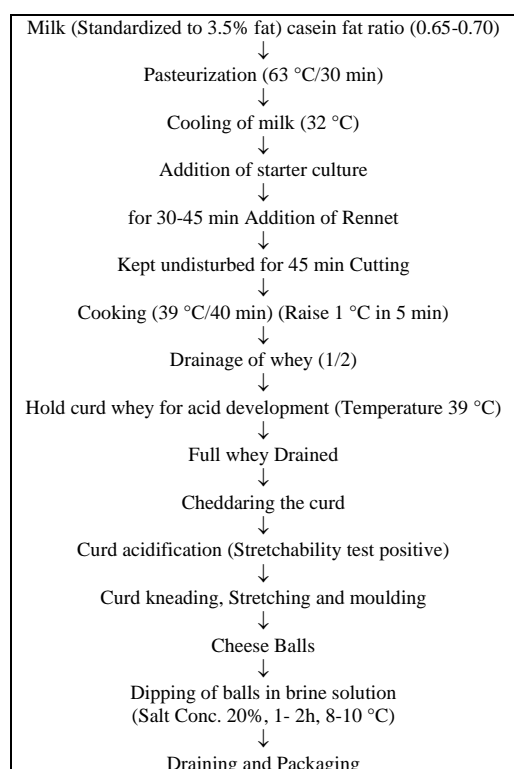 Milk (Standardized to 3.5% fat) casein fat ratio (0.65-0.70)
↓
Pasteurization (63 °C/30 min)
↓
Cooling of milk (32 °C)
↓
Addition of starter culture
↓
for 30-45 min Addition of Rennet
↓
Kept undisturbed for 45 min Cutting
↓
Cooking (39 °C/40 min) (Raise 1 °C in 5 min)
↓
Drainage of whey (1/2)
↓
Hold curd whey for acid development (Temperature 39 °C)
↓
Full whey Drained
↓
Cheddaring the curd
↓
Curd acidification (Stretchability test positive)
↓
Curd kneading, Stretching and moulding
↓
Cheese Balls
↓
Dipping of balls in brine solution
(Salt Conc. 20%, 1- 2h, 8-10 °C)
↓
Draining and Packaging